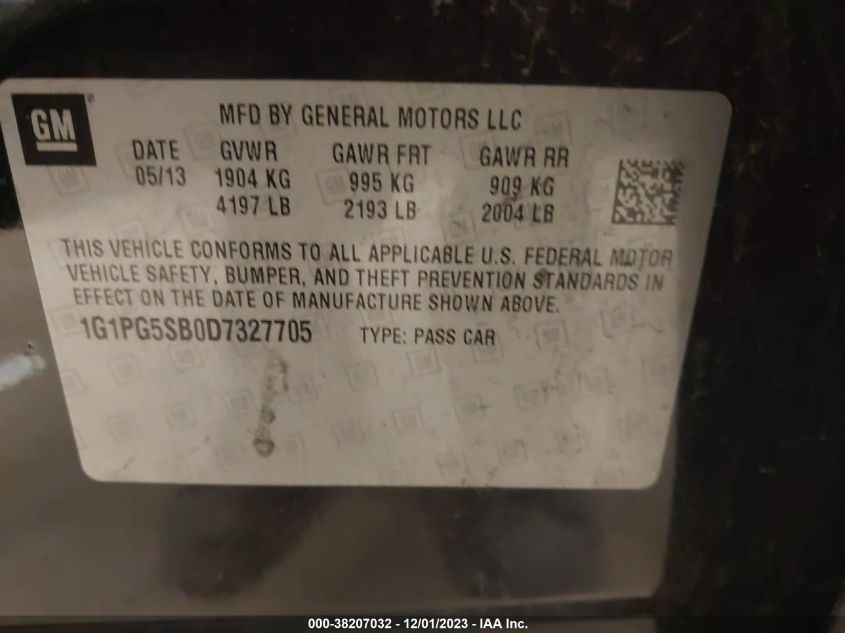 GM
MFD BY GENERAL MOTORS LLC
DATE GVWR GAWR FRT GAWR RR
05/13 1904 KG 995 KG 909 KG
4197 LB 2193 LB 2004 LB
THIS VEHICLE CONFORMS TO ALL APPLICABLE U.S. FEDERAL MOTOR
VEHICLE SAFETY, BUMPER, AND THEFT PREVENTION STANDARDS IN
EFFECT ON THE DATE OF MANUFACTURE SHOWN ABOVE.
1G1PG5SB0D7327705 TYPE: PASS CAR
000-38207032 - 12/01/2023 - IAA Inc.